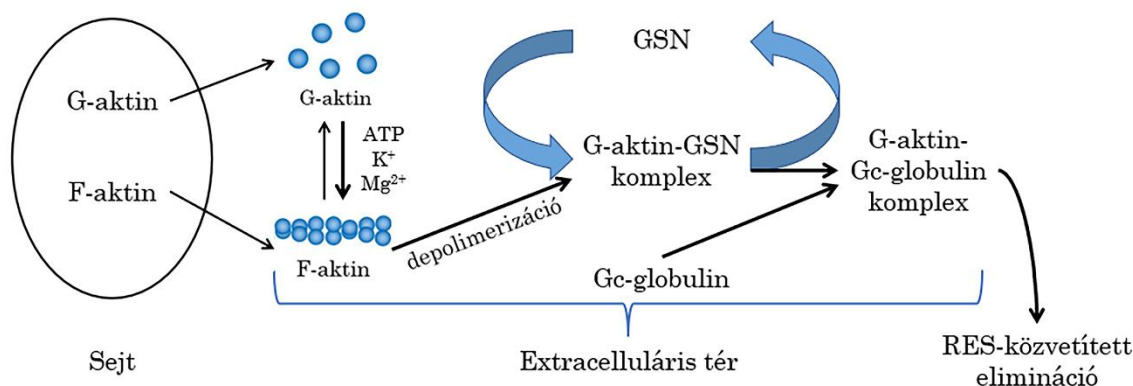 G-aktin
F-aktin
Sejt
G-aktin
ATP
K⁺
Mg²⁺
F-aktin
depolimerizáció
GSN
G-aktin-GSN
komplex
Gc-globulin
G-aktin-
Gc-globulin
komplex
Extracelluláris tér
RES-közvetített
elimináció